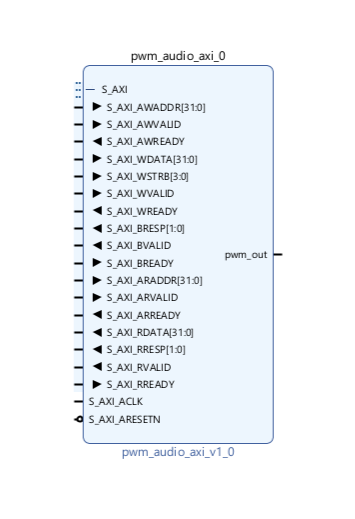 pwm_audio_axi_0
S_AXI
S_AXI_AWADDR[31:0]
S_AXI_AWVALID
S_AXI_AWREADY
S_AXI_WDATA[31:0]
S_AXI_WSTRB[3:0]
S_AXI_WVALID
S_AXI_WREADY
S_AXI_BRESP[1:0]
S_AXI_BVALID
pwm_out
S_AXI_BREADY
S_AXI_ARADDR[31:0]
S_AXI_ARVALID
S_AXI_ARREADY
S_AXI_RDATA[31:0]
S_AXI_RRESP[1:0]
S_AXI_RVALID
S_AXI_RREADY
S_AXI_ACLK
S_AXI_ARESETN
pwm_audio_axi_v1_0